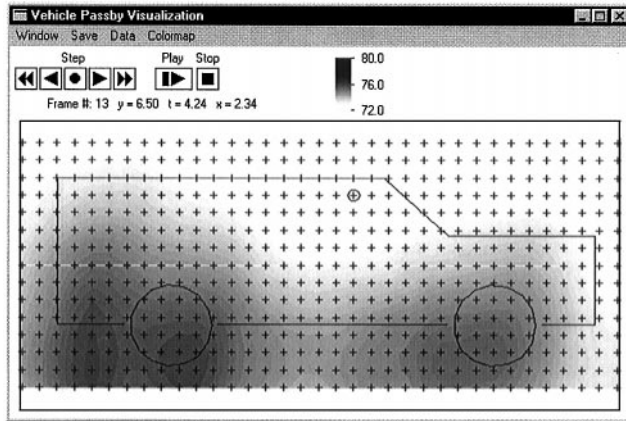 Vehicle Passby Visualization
Window Save Data Colormap
Step Play Stop
Frame #: 13 y = 6.50 t = 4.24 x = 2.34
80.0
76.0
72.0